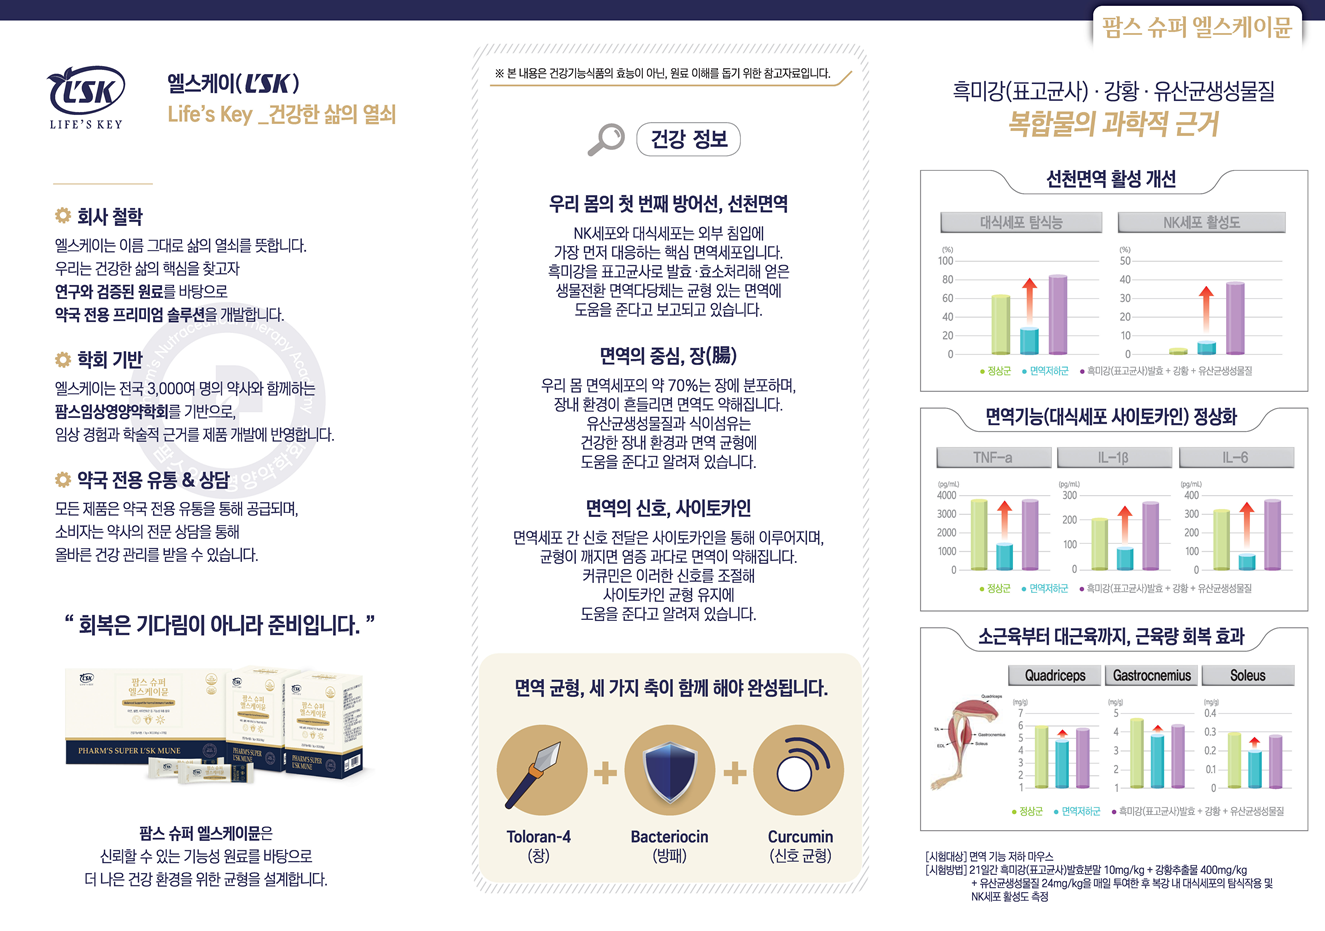 팜스 슈퍼 엘스케이뮨
L'SK
LIFE'S KEY
엘스케이(L'SK)
Life's Key _건강한 삶의 열쇠
회사 철학
엘스케이는 이름 그대로 삶의 열쇠를 뜻합니다.
우리는 건강한 삶의 핵심을 찾고자
연구와 검증된 원료를 바탕으로
약국 전용 프리미엄 솔루션을 개발합니다.
학회 기반
엘스케이는 전국 3,000여 명의 약사와 함께하는
팜스임상영양약학회를 기반으로,
임상 경험과 학술적 근거를 제품 개발에 반영합니다.
약국 전용 유통 & 상담
모든 제품은 약국 전용 유통을 통해 공급되며,
소비자는 약사의 전문 상담을 통해
올바른 건강 관리를 받을 수 있습니다.
“ 회복은 기다림이 아니라 준비입니다. ”
L'SK
팜스 슈퍼
엘스케이뮨
PHARM'S SUPER L'SK MUNE
L'SK
팜스 슈퍼
엘스케이뮨
PHARM'S SUPER
L'SK MUNE
L'SK
팜스 슈퍼
엘스케이뮨
PHARM'S SUPER
L'SK MUNE
팜스 슈퍼 엘스케이뮨은
신뢰할 수 있는 기능성 원료를 바탕으로
더 나은 건강 환경을 위한 균형을 설계합니다.
※ 본 내용은 건강기능식품의 효능이 아닌, 원료 이해를 돕기 위한 참고자료입니다.
건강 정보
우리 몸의 첫 번째 방어선, 선천면역
NK세포와 대식세포는 외부 침입에
가장 먼저 대응하는 핵심 면역세포입니다.
흑미강을 표고균사로 발효·효소처리해 얻은
생물전환 면역다당체는 균형 있는 면역에
도움을 준다고 보고되고 있습니다.
면역의 중심, 장(腸)
우리 몸 면역세포의 약 70%는 장에 분포하며,
장내 환경이 흔들리면 면역도 약해집니다.
유산균생성물질과 식이섬유는
건강한 장내 환경과 면역 균형에
도움을 준다고 알려져 있습니다.
면역의 신호, 사이토카인
면역세포 간 신호 전달은 사이토카인을 통해 이루어지며,
균형이 깨지면 염증 과다로 면역이 약해집니다.
커큐민은 이러한 신호를 조절해
사이토카인 균형 유지에
도움을 준다고 알려져 있습니다.
면역 균형, 세 가지 축이 함께 해야 완성됩니다.
+ +
Toloran-4 Bacteriocin Curcumin
(창) (방패) (신호 균형)
흑미강(표고균사) · 강황 · 유산균생성물질
복합물의 과학적 근거
선천면역 활성 개선
대식세포 탐식능 NK세포 활성도
(%) (%)
100 50
80 40
60 30
40 20
20 10
0 0
● 정상군 ● 면역저하군 ● 흑미강(표고균사)발효 + 강황 + 유산균생성물질
면역기능(대식세포 사이토카인) 정상화
TNF-a IL-1β IL-6
(pg/mL) (pg/mL) (pg/mL)
4000 300 400
3000 200 300
2000 100 200
1000 0 100
0 0
● 정상군 ● 면역저하군 ● 흑미강(표고균사)발효 + 강황 + 유산균생성물질
소근육부터 대근육까지, 근육량 회복 효과
Quadriceps Gastrocnemius Soleus
(mg/g) (mg/g) (mg/g)
7 5 0.4
6 4 0.3
5 3 0.2
4 2 0.1
3 1 0
2
1
Quadriceps
TA
Gastrocnemius
EDL
Soleus
● 정상군 ● 면역저하군 ● 흑미강(표고균사)발효 + 강황 + 유산균생성물질
[시험대상] 면역 기능 저하 마우스
[시험방법] 21일간 흑미강(표고균사)발효분말 10mg/kg + 강황추출물 400mg/kg
+ 유산균생성물질 24mg/kg을 매일 투여한 후 복강 내 대식세포의 탐식작용 및
NK세포 활성도 측정